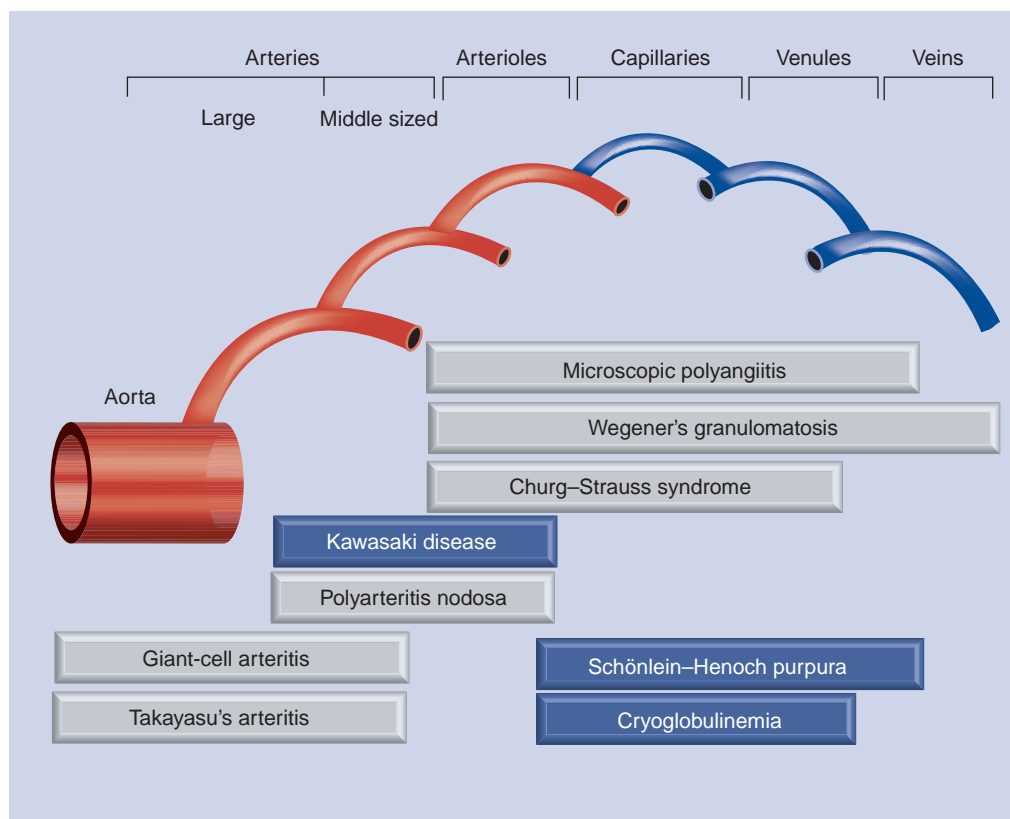 Arteries
Arterioles
Capillaries
Venules
Veins
Large
Middle sized
Aorta
Microscopic polyangiitis
Wegener's granulomatosis
Churg–Strauss syndrome
Kawasaki disease
Polyarteritis nodosa
Giant-cell arteritis
Schönlein–Henoch purpura
Takayasu's arteritis
Cryoglobulinemia